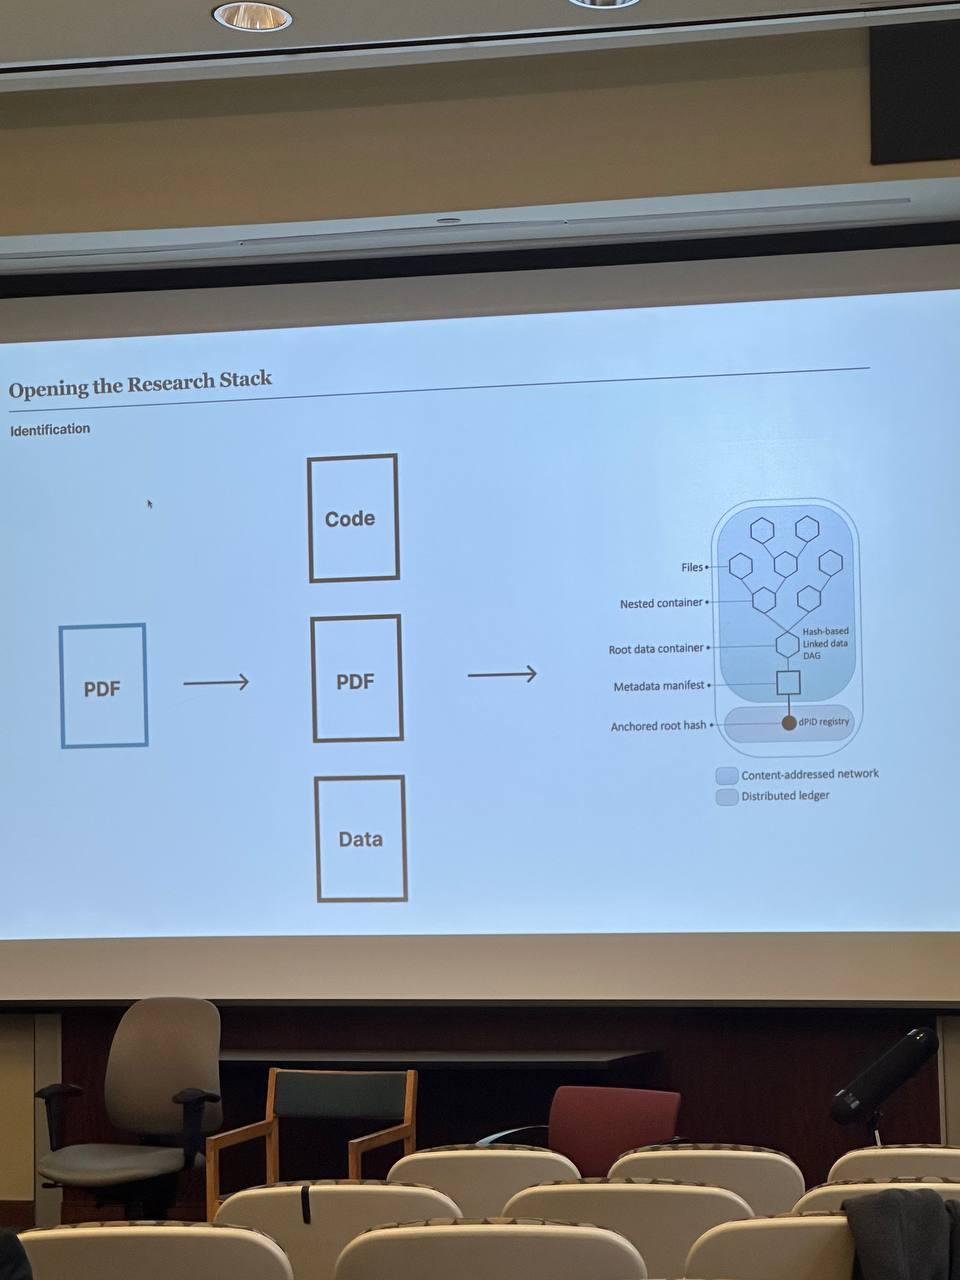 Opening the Research Stack
Identification
PDF
Code
PDF
Data
Files
Nested container
Root data container
Metadata manifest
Anchored root hash
Hash-based
Linked data
DAG
dPID registry
Content-addressed network
Distributed ledger